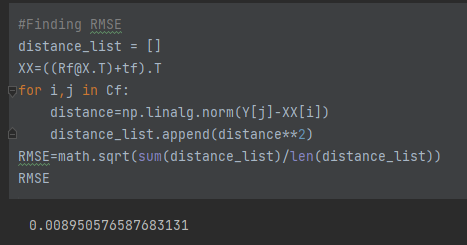 #Finding RMSE
distance_list = []
XX=((Rf@X.T)+tf).T
for i,j in Cf:
    distance=np.linalg.norm(Y[j]-XX[i])
    distance_list.append(distance**2)
RMSE=math.sqrt(sum(distance_list)/len(distance_list))
RMSE
0.008950576587683131